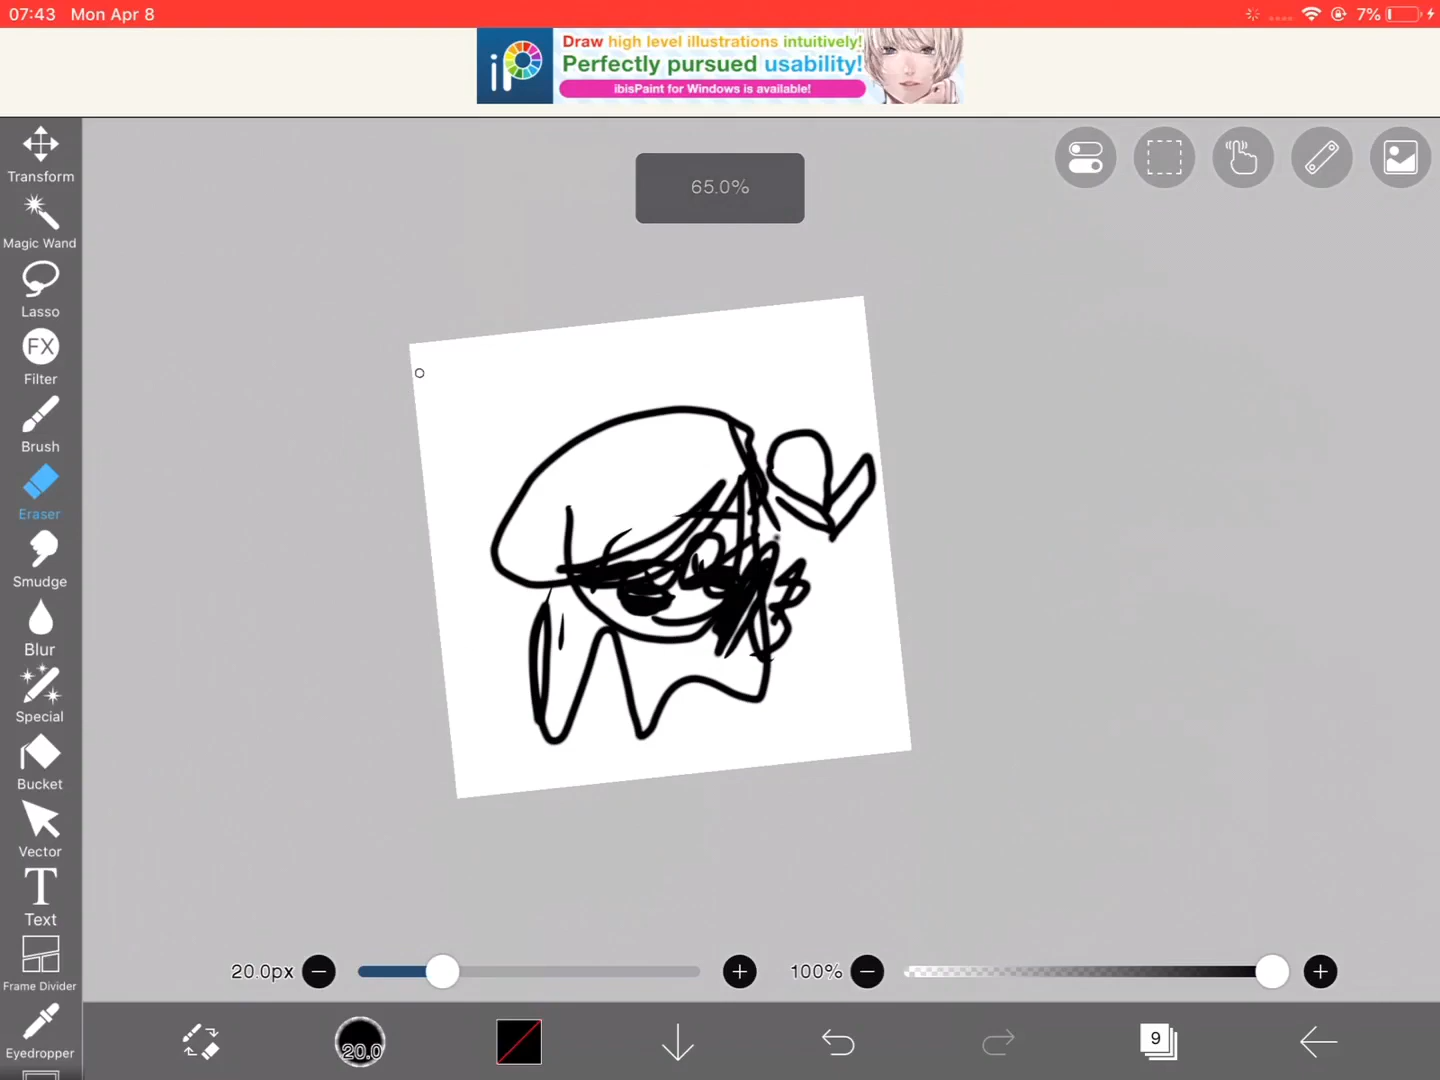 07:43 Mon Apr 8
7%
iP
Draw high level illustrations intuitively!
Perfectly pursued usability!
ibisPaint for Windows is available!
65.0%
Transform
Magic Wand
Lasso
FX
Filter
Brush
Eraser
Smudge
Blur
Special
Bucket
Vector
T
Text
Frame Divider
Eyedropper
20.0px
100%
20.0
9